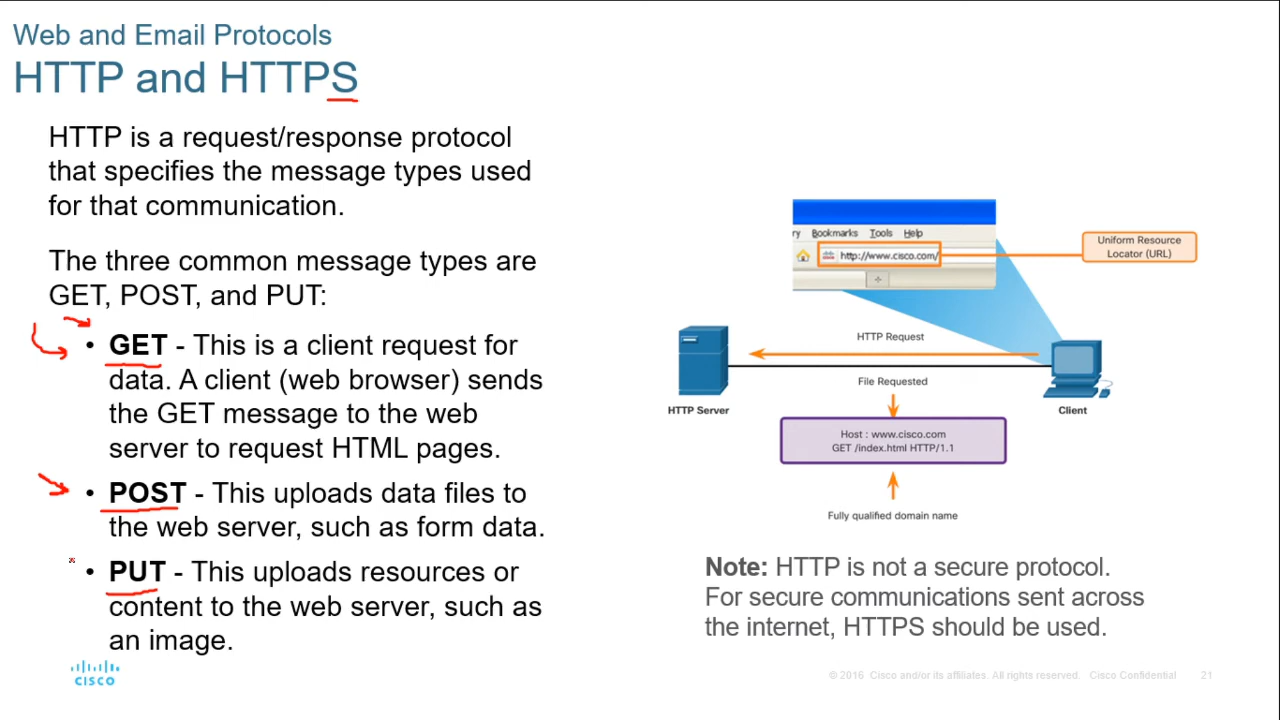 Web and Email Protocols
HTTP and HTTPS
HTTP is a request/response protocol
that specifies the message types used
for that communication.
The three common message types are
GET, POST, and PUT:
• GET - This is a client request for
data. A client (web browser) sends
the GET message to the web
server to request HTML pages.
• POST - This uploads data files to
the web server, such as form data.
• PUT - This uploads resources or
content to the web server, such as
an image.
ry Bookmarks Tools Help
http://www.cisco.com/
Uniform Resource
Locator (URL)
HTTP Request
File Requested
HTTP Server
Client
Host : www.cisco.com
GET /index.html HTTP/1.1
Fully qualified domain name
Note: HTTP is not a secure protocol.
For secure communications sent across
the internet, HTTPS should be used.
CISCO
© 2016 Cisco and/or its affiliates. All rights reserved. Cisco Confidential 21